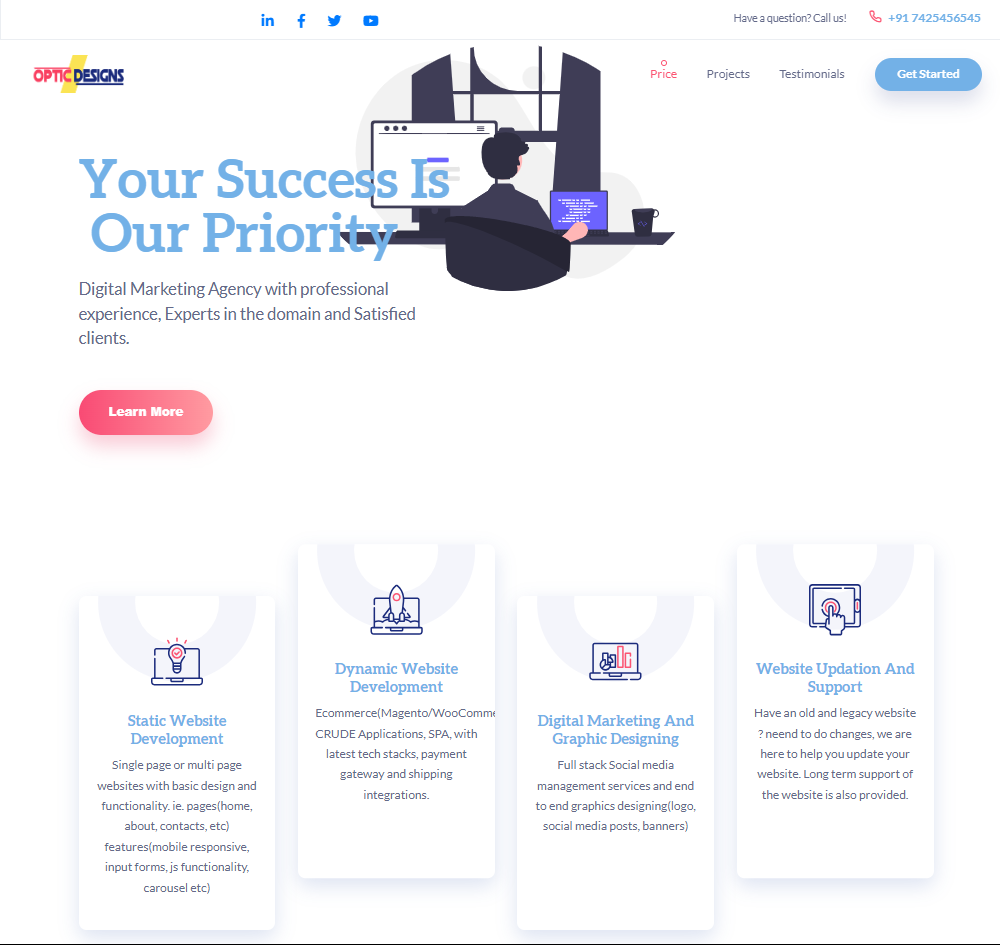 Have a question? Call us!
+91 7425456545
OPTIC DESIGNS
Price
Projects
Testimonials
Get Started
Your Success Is
Our Priority
Digital Marketing Agency with professional
experience, Experts in the domain and Satisfied
clients.
Learn More
Static Website
Development
Single page or multi page
websites with basic design and
functionality. ie. pages(home,
about, contacts, etc)
features(mobile responsive,
input forms, js functionality,
carousel etc)
Dynamic Website
Development
Ecommerce(Magento/WooComme
CRUDE Applications, SPA, with
latest tech stacks, payment
gateway and shipping
integrations.
Digital Marketing And
Graphic Designing
Full stack Social media
management services and end
to end graphics designing(logo,
social media posts, banners)
Website Updation And
Support
Have an old and legacy website
? neend to do changes, we are
here to help you update your
website. Long term support of
the website is also provided.